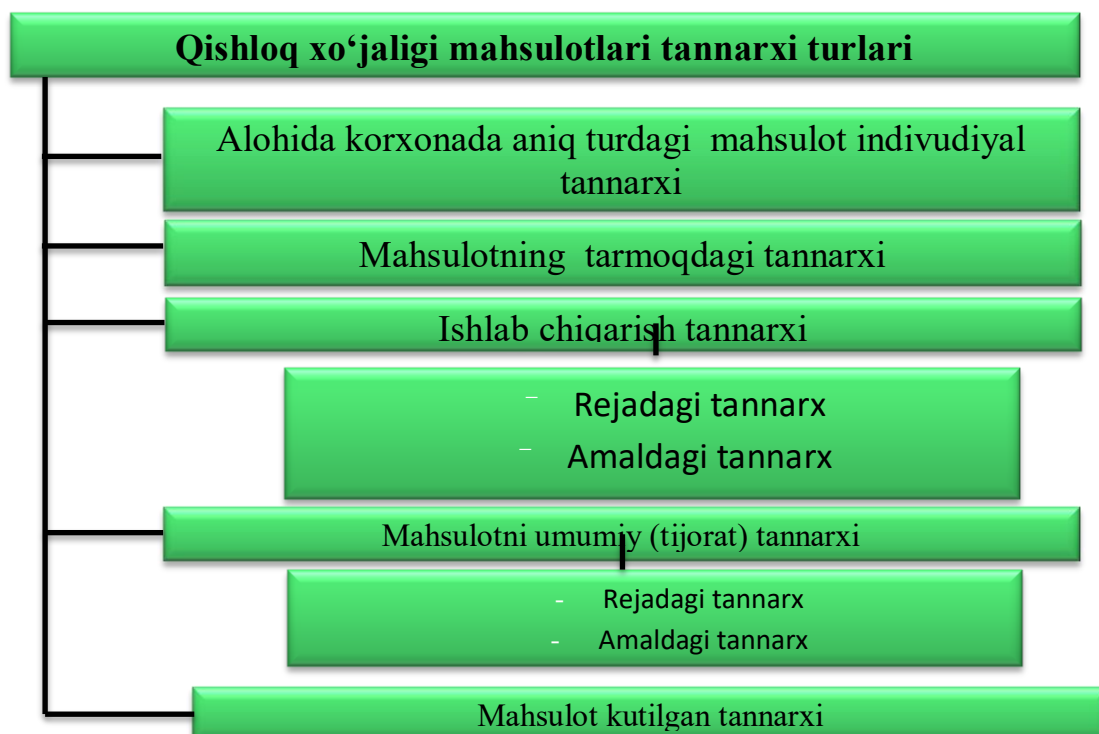 Qishloq xo‘jaligi mahsulotlari tannarxi turlari
Alohida korxonada aniq turdagi mahsulot indivudiyal
tannarxi
Mahsulotning tarmoqdagi tannarxi
Ishlab chiqarish tannarxi
- Rejadagi tannarx
- Amaldagi tannarx
Mahsulotni umumiy (tijorat) tannarxi
- Rejadagi tannarx
- Amaldagi tannarx
Mahsulot kutilgan tannarxi